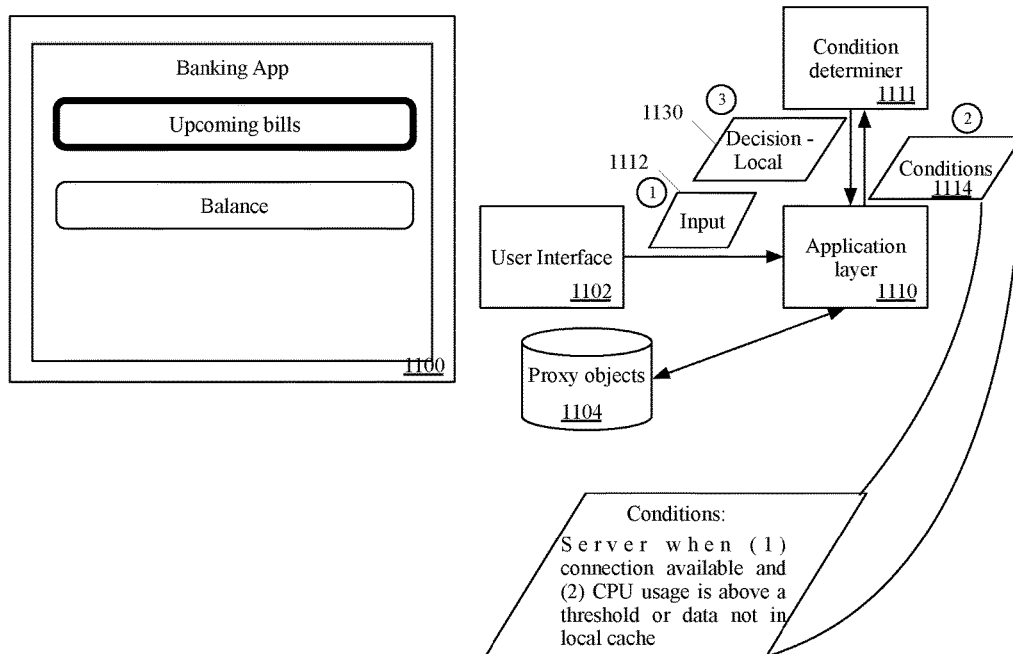 Banking App
Upcoming bills
Balance
1100
Condition
determiner
1111
3
1130
Decision -
Local
2
Conditions
1114
1112
1
Input
User Interface
1102
Application
layer
1110
Proxy objects
1104
Conditions:
Server when (1)
connection available and
(2) CPU usage is above a
threshold or data not in
local cache